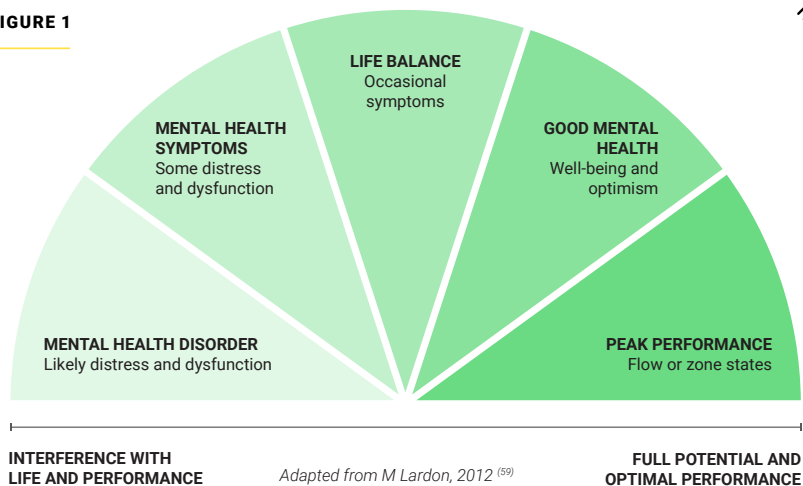 IGURE 1
LIFE BALANCE
Occasional
symptoms
MENTAL HEALTH
SYMPTOMS
Some distress
and dysfunction
GOOD MENTAL
HEALTH
Well-being and
optimism
MENTAL HEALTH DISORDER
Likely distress and dysfunction
PEAK PERFORMANCE
Flow or zone states
INTERFERENCE WITH
LIFE AND PERFORMANCE
Adapted from M Lardon, 2012 (59)
FULL POTENTIAL AND
OPTIMAL PERFORMANCE